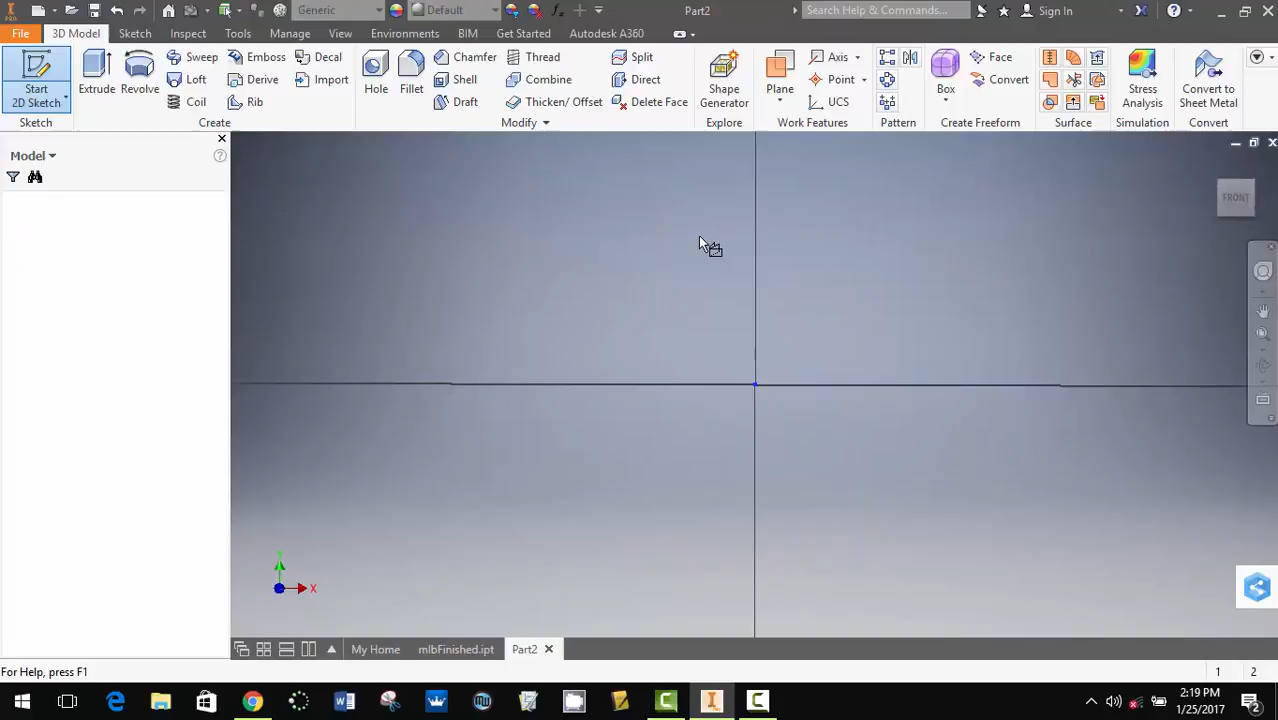 PRO
Generic
Default
Part2
Search Help & Commands...
Sign In
File
3D Model
Sketch
Inspect
Tools
Manage
View
Environments
BIM
Get Started
Autodesk A360
Start
2D Sketch
Extrude
Revolve
Sweep
Emboss
Decal
Loft
Derive
Import
Coil
Rib
Hole
Fillet
Chamfer
Thread
Split
Shell
Combine
Direct
Draft
Thicken/ Offset
Delete Face
Shape
Generator
Plane
Axis
Point
UCS
Box
Face
Convert
Stress
Analysis
Convert to
Sheet Metal
Sketch
Create
Modify
Explore
Work Features
Pattern
Create Freeform
Surface
Simulation
Convert
Model
FRONT
Y
X
My Home
mlbFinished.ipt
Part2
For Help, press F1
1
2
2:19 PM
1/25/2017
2